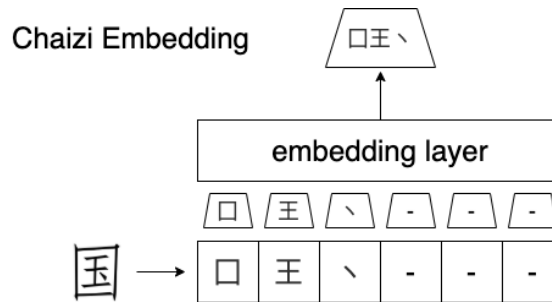 Chaizi Embedding
口王丶
embedding layer
口 王 丶 - - -
国 口 王 丶 - - -